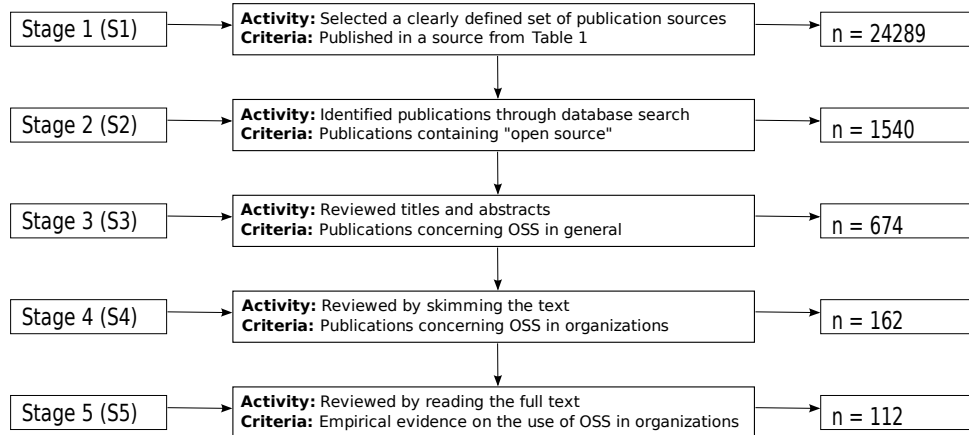 Stage 1 (S1)
Activity: Selected a clearly defined set of publication sources
Criteria: Published in a source from Table 1
n = 24289
Stage 2 (S2)
Activity: Identified publications through database search
Criteria: Publications containing "open source"
n = 1540
Stage 3 (S3)
Activity: Reviewed titles and abstracts
Criteria: Publications concerning OSS in general
n = 674
Stage 4 (S4)
Activity: Reviewed by skimming the text
Criteria: Publications concerning OSS in organizations
n = 162
Stage 5 (S5)
Activity: Reviewed by reading the full text
Criteria: Empirical evidence on the use of OSS in organizations
n = 112